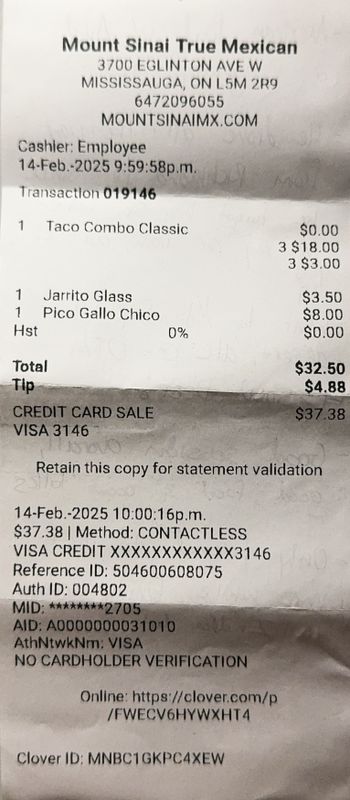 Mount Sinai True Mexican
3700 EGLINTON AVE W
MISSISSAUGA, ON L5M 2R9
6472096055
MOUNTSINAIMX.COM
Cashier: Employee
14-Feb.-2025 9:59:58p.m.
Transaction 019146
1 Taco Combo Classic $0.00
3 $18.00
3 $3.00
1 Jarrito Glass $3.50
1 Pico Gallo Chico $8.00
Hst 0% $0.00
Total $32.50
Tip $4.88
CREDIT CARD SALE $37.38
VISA 3146
Retain this copy for statement validation
14-Feb.-2025 10:00:16p.m.
$37.38 | Method: CONTACTLESS
VISA CREDIT XXXXXXXXXXXX3146
Reference ID: 504600608075
Auth ID: 004802
MID: ********2705
AID: A0000000031010
AthNtwkNm: VISA
NO CARDHOLDER VERIFICATION
Online: https://clover.com/p
/FWECV6HYWXHT4
Clover ID: MNBC1GKPC4XEW